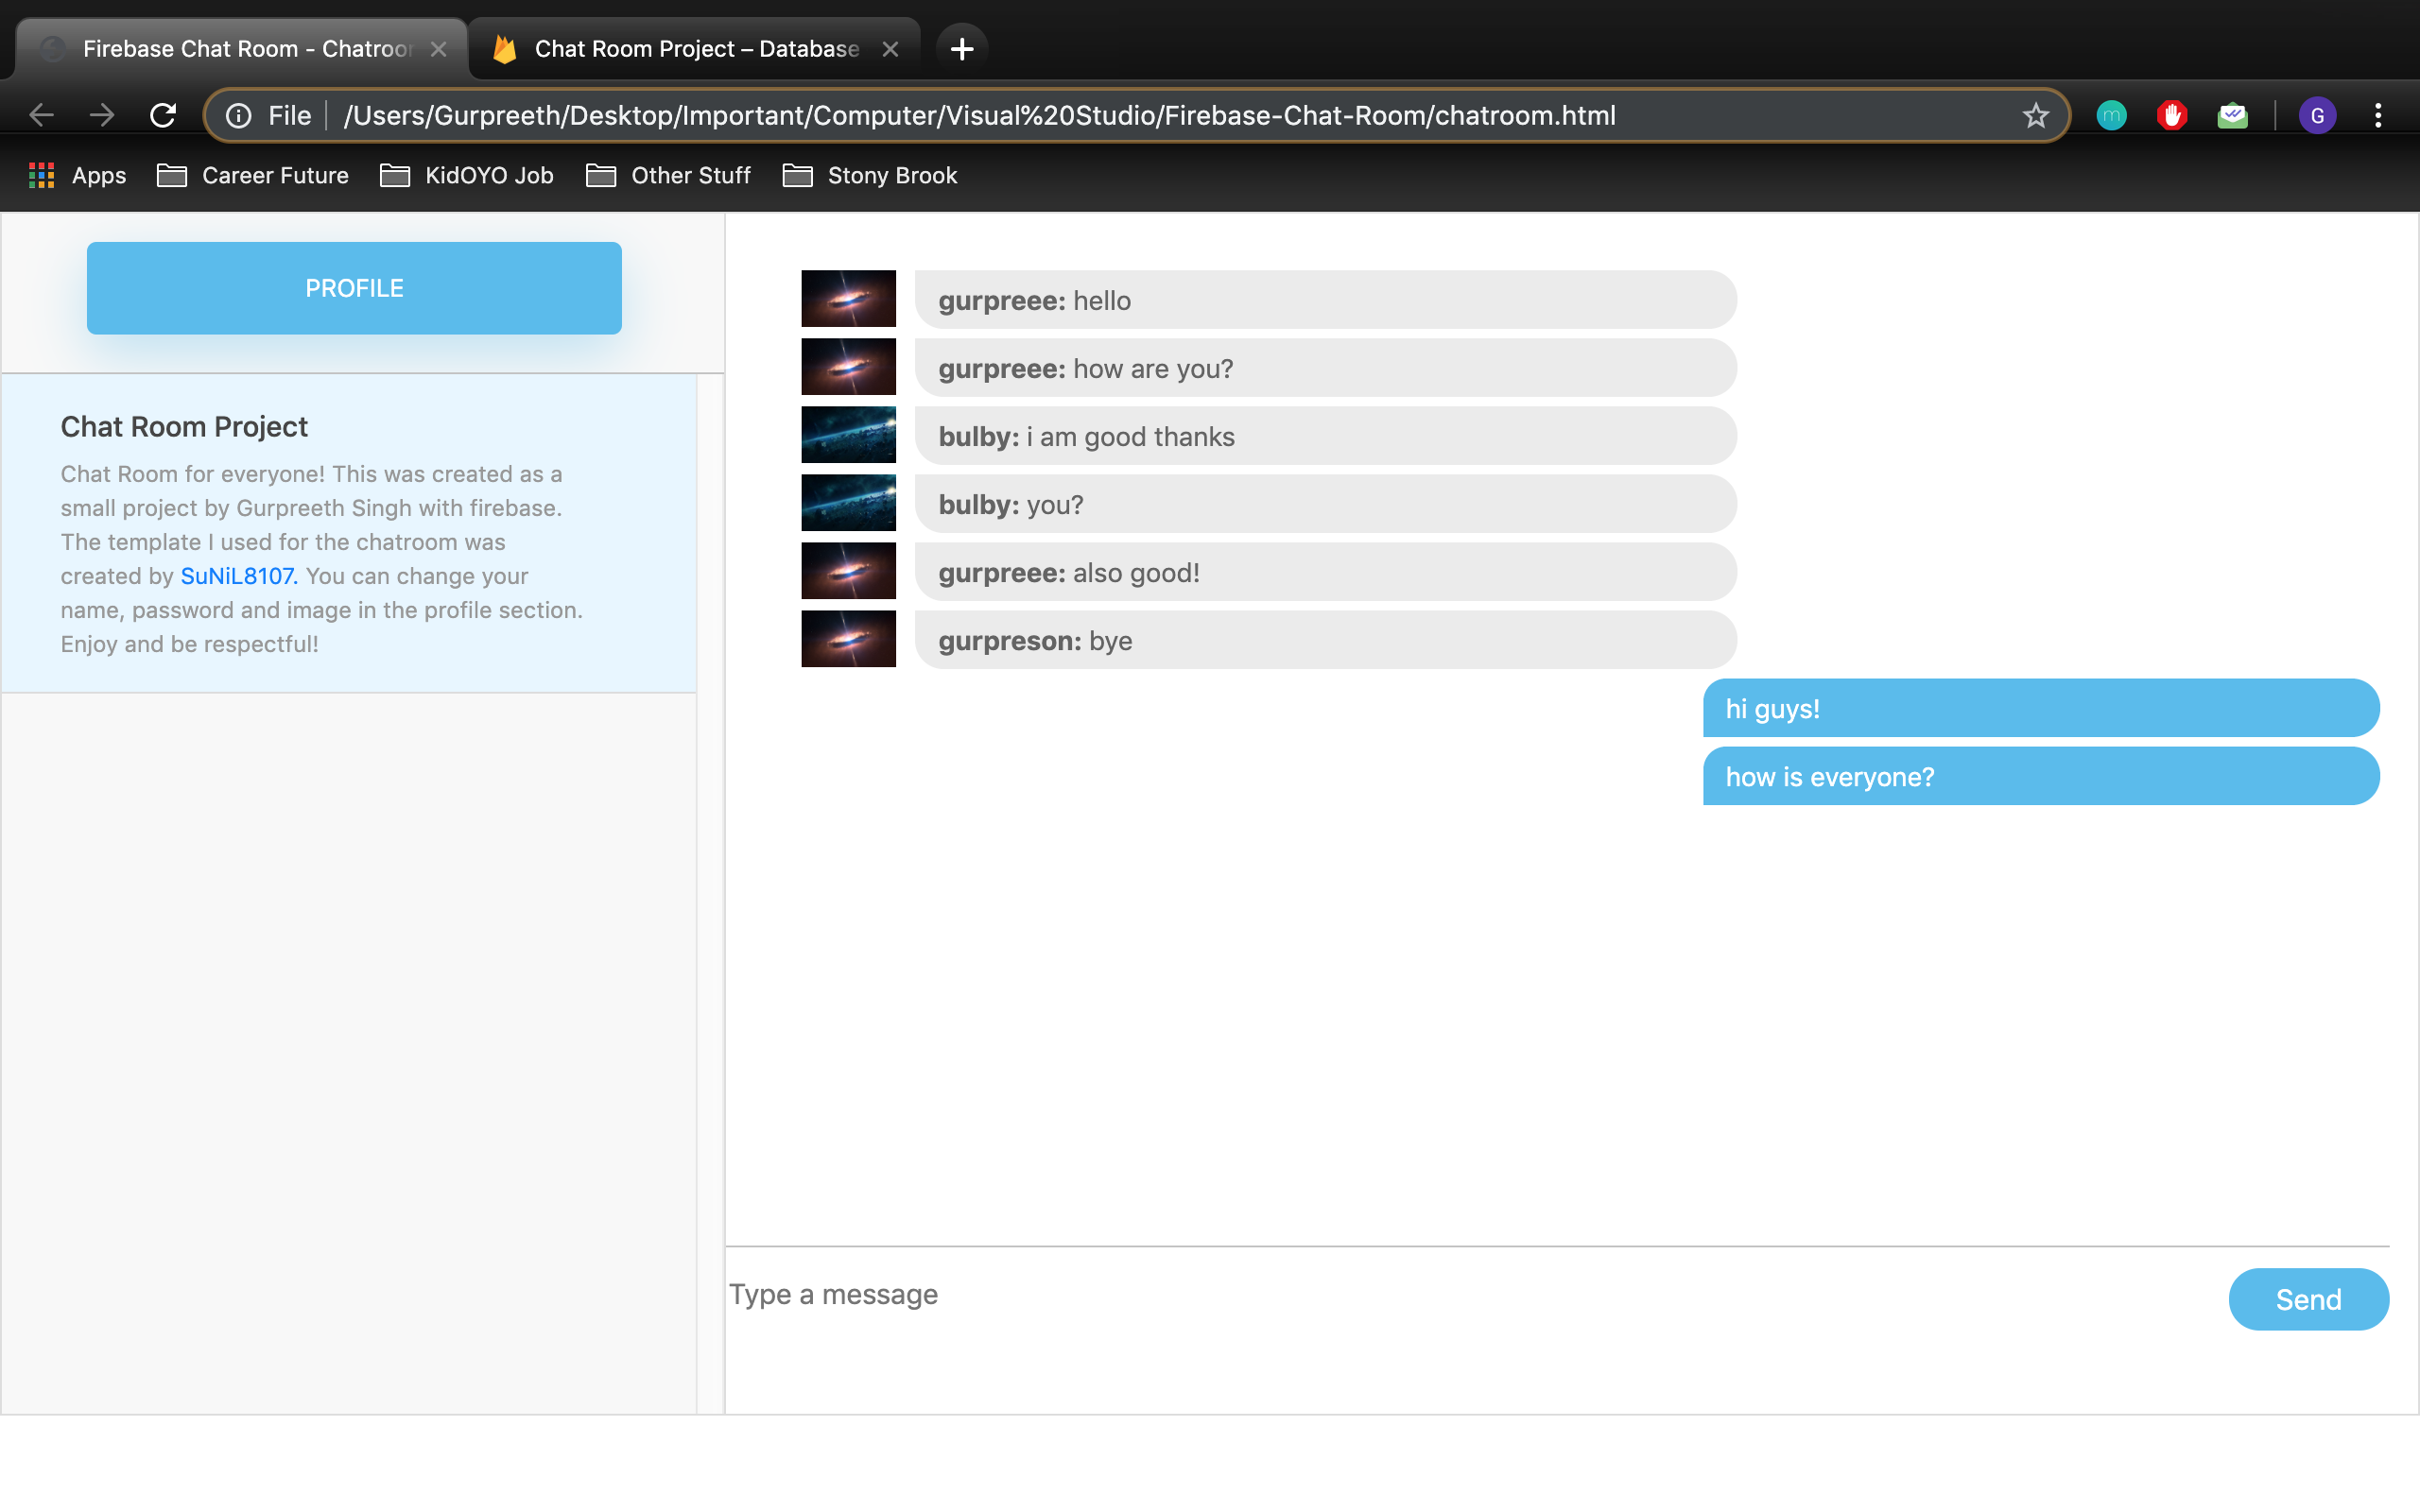 Firebase Chat Room - Chatroo
Chat Room Project – Database
File /Users/Gurpreeth/Desktop/Important/Computer/Visual%20Studio/Firebase-Chat-Room/chatroom.html
m
G
Apps Career Future KidOYO Job Other Stuff Stony Brook
PROFILE
Chat Room Project
Chat Room for everyone! This was created as a
small project by Gurpreeth Singh with firebase.
The template I used for the chatroom was
created by SuNiL8107. You can change your
name, password and image in the profile section.
Enjoy and be respectful!
gurpreee: hello
gurpreee: how are you?
bulby: i am good thanks
bulby: you?
gurpreee: also good!
gurpreson: bye
hi guys!
how is everyone?
Type a message
Send